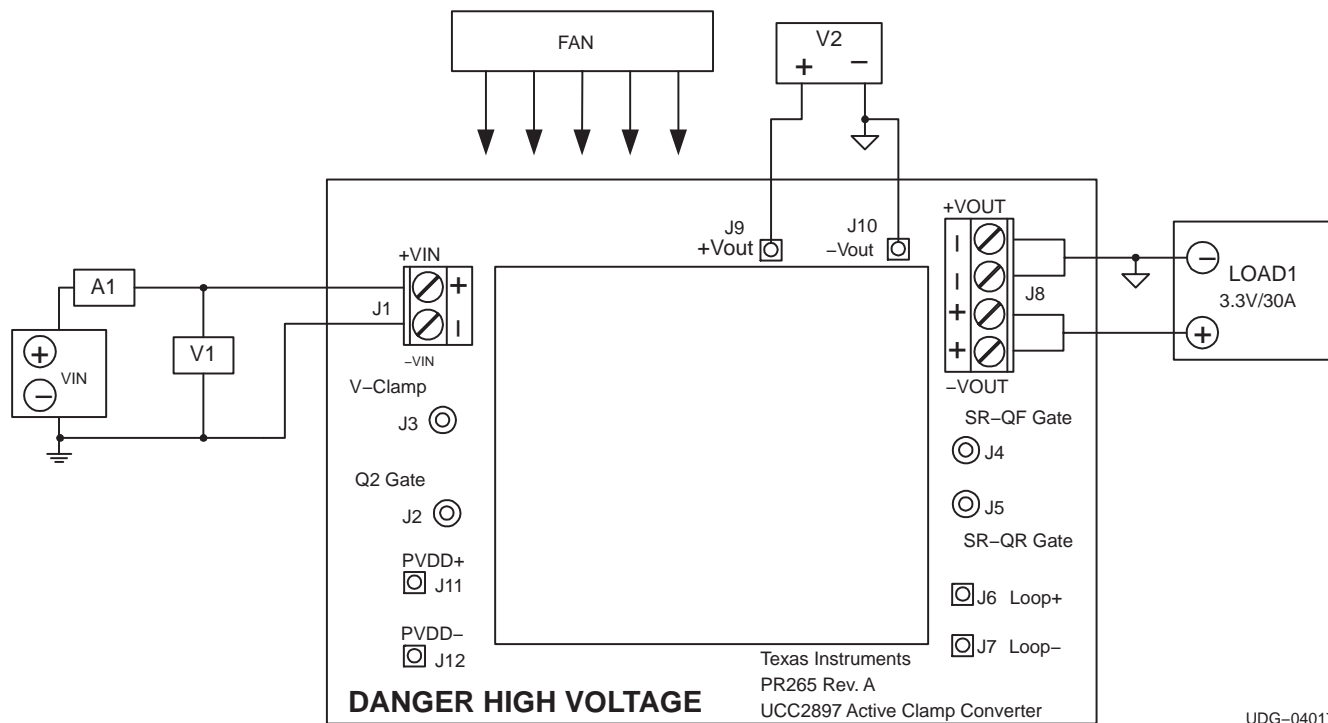 FAN
V2
+ −
J9
+Vout
J10
−Vout
+VOUT
− − + +
J8
−VOUT
LOAD1
3.3V/30A
−
+
+VIN
J1
+ −
−VIN
A1
V1
+
VIN
−
V−Clamp
J3
Q2 Gate
J2
PVDD+
J11
PVDD−
J12
SR−QF Gate
J4
J5
SR−QR Gate
J6 Loop+
J7 Loop−
Texas Instruments
PR265 Rev. A
UCC2897 Active Clamp Converter
DANGER HIGH VOLTAGE